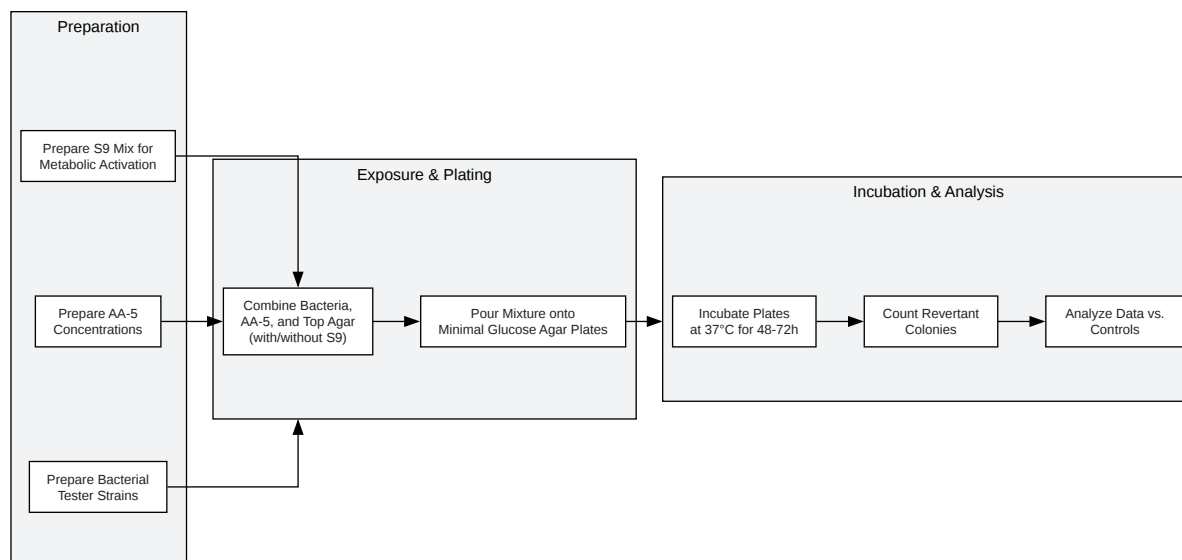 Preparation
Prepare S9 Mix for
Metabolic Activation
Prepare AA-5
Concentrations
Prepare Bacterial
Tester Strains
Exposure & Plating
Combine Bacteria,
AA-5, and Top Agar
(with/without S9)
Pour Mixture onto
Minimal Glucose Agar Plates
Incubation & Analysis
Incubate Plates
at 37°C for 48-72h
Count Revertant
Colonies
Analyze Data vs.
Controls